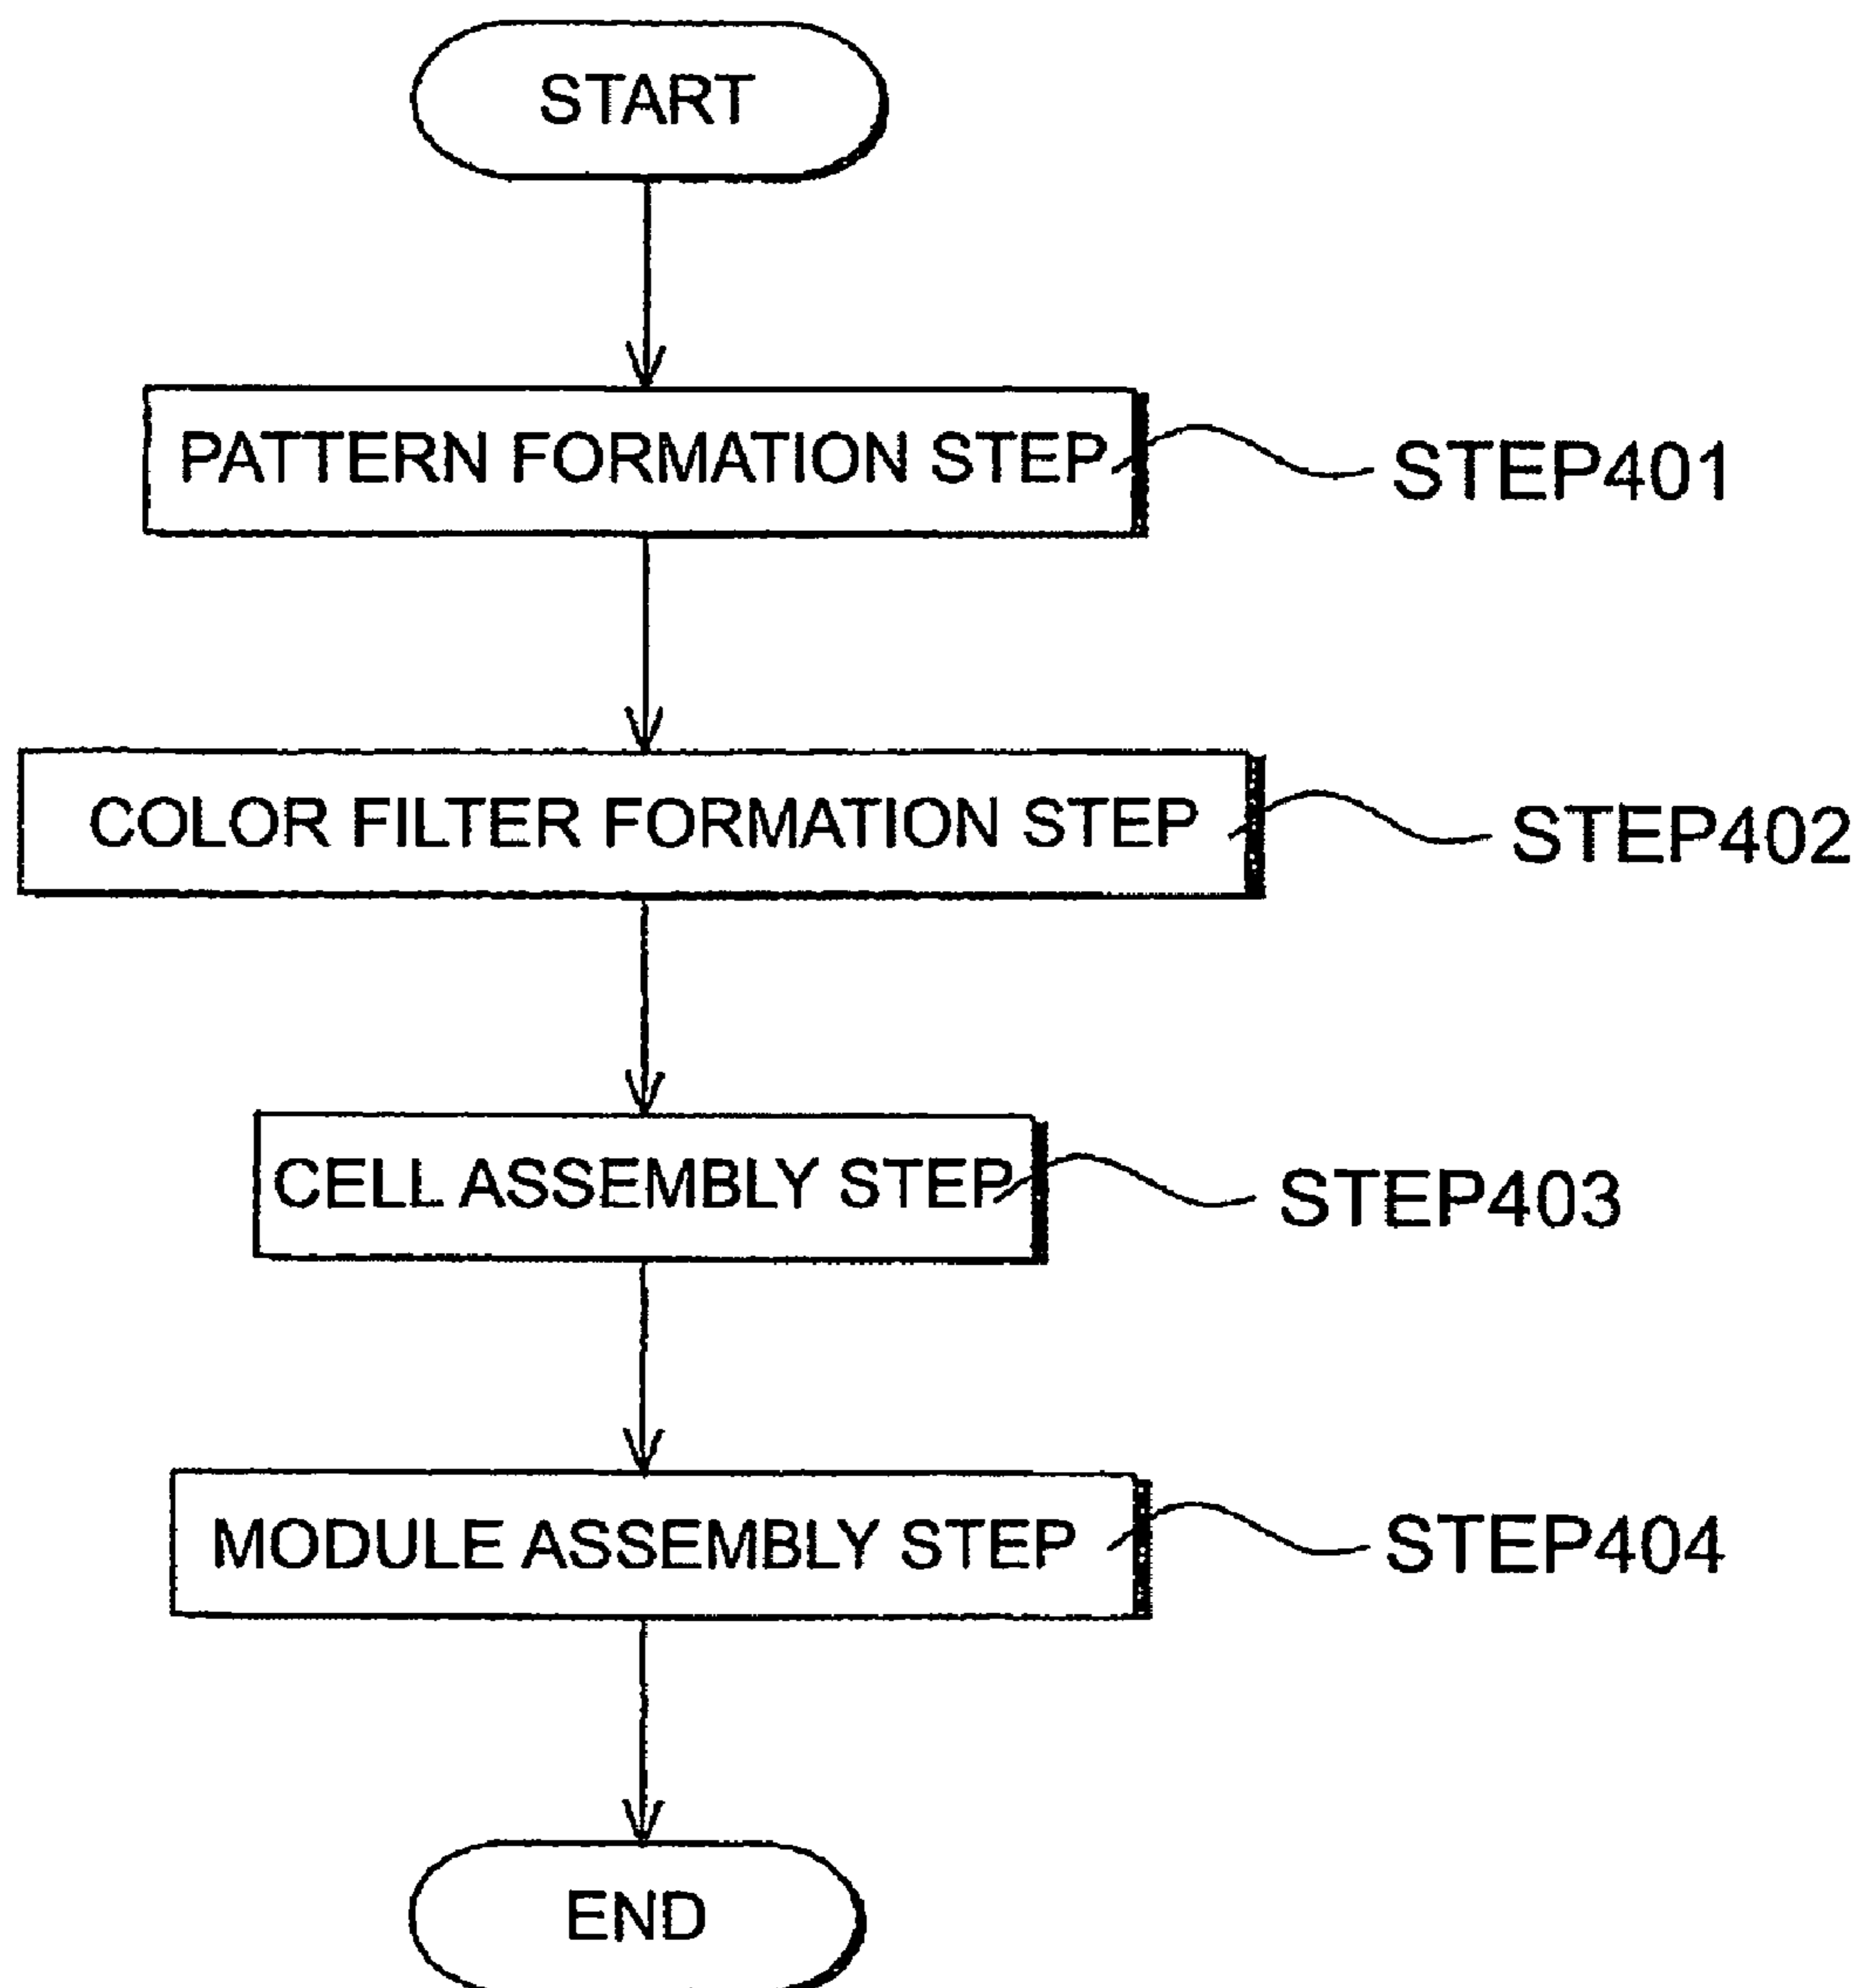 START
PATTERN FORMATION STEP
STEP401
COLOR FILTER FORMATION STEP
STEP402
CELL ASSEMBLY STEP
STEP403
MODULE ASSEMBLY STEP
STEP404
END